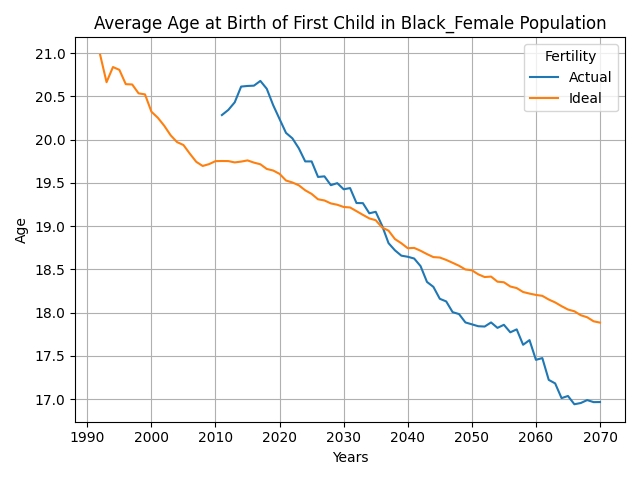 Average Age at Birth of First Child in Black_Female Population
Fertility
Actual
Ideal
Age
21.0
20.5
20.0
19.5
19.0
18.5
18.0
17.5
17.0
1990 2000 2010 2020 2030 2040 2050 2060 2070
Years